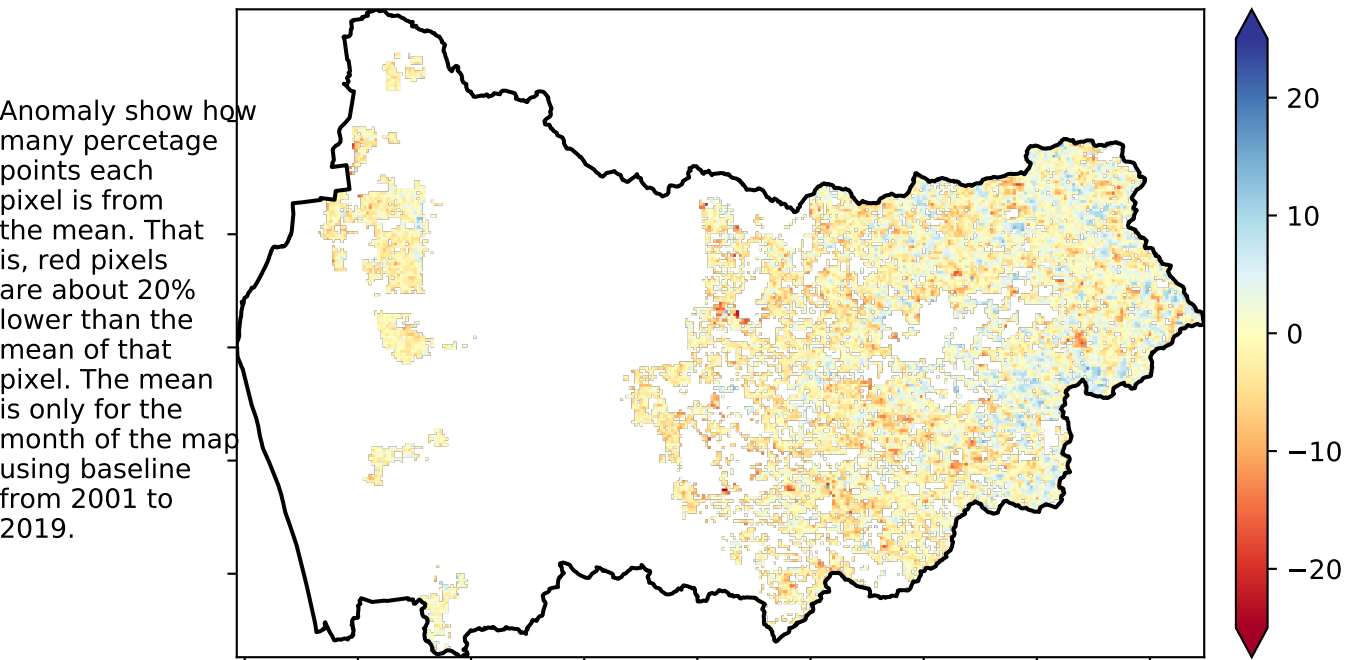 Anomaly show how
many percetage
points each
pixel is from
the mean. That
is, red pixels
are about 20%
lower than the
mean of that
pixel. The mean
is only for the
month of the map
using baseline
from 2001 to
2019.
20
10
0
−10
−20